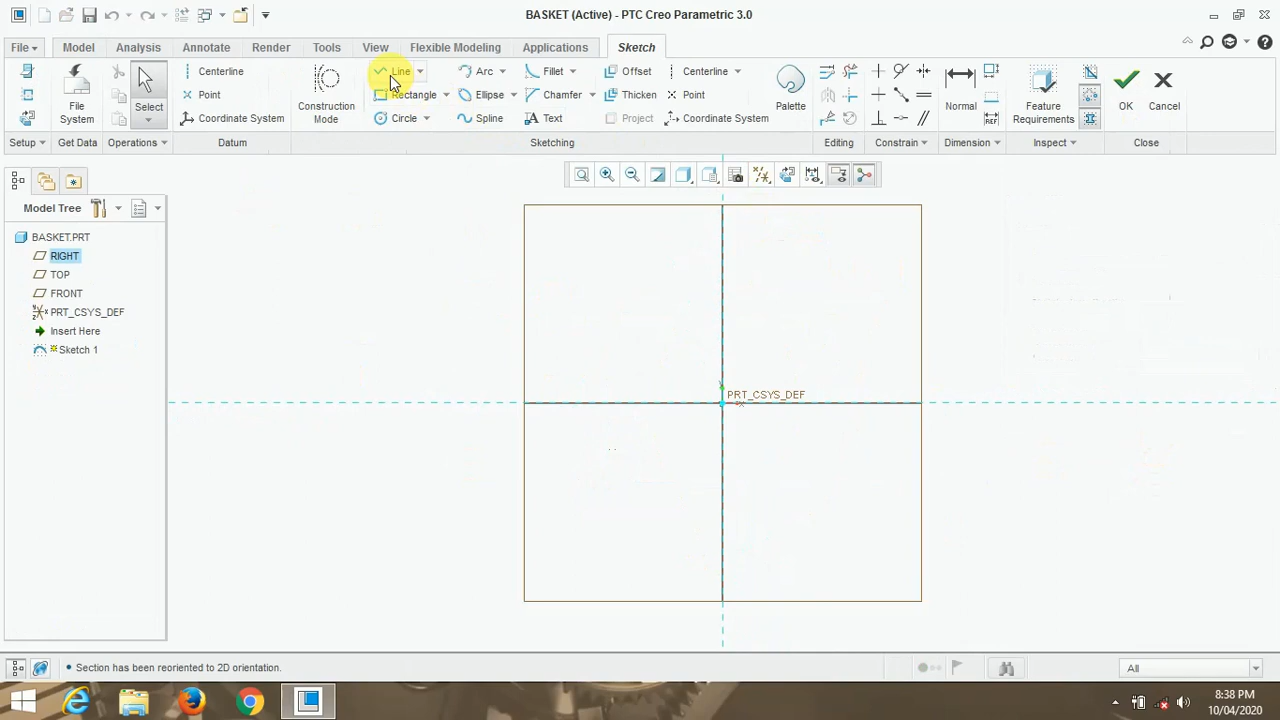 BASKET (Active) - PTC Creo Parametric 3.0
File Model Analysis Annotate Render Tools View Flexible Modeling Applications Sketch
Centerline Line Arc Fillet Offset Centerline
Point Rectangle Ellipse Chamfer Thicken Point
Coordinate System Circle Spline Text Project Coordinate System
File System
Select
Construction Mode
Palette
Normal
Feature Requirements
OK Cancel
Setup Get Data Operations Datum Sketching Editing Constrain Dimension Inspect Close
Model Tree
BASKET.PRT
RIGHT
TOP
FRONT
PRT_CSYS_DEF
Insert Here
Sketch 1
PRT_CSYS_DEF
Section has been reoriented to 2D orientation.
All
8:38 PM
10/04/2020